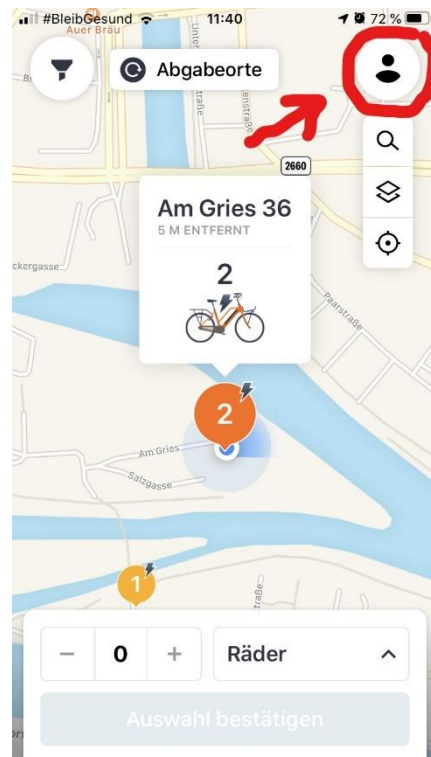 #BleibGesund
11:40
72 %
Auer Bräu
Abgabeorte
2660
Am Gries 36
5 M ENTFERNT
2
ckergasse
Paarstraße
2
Am Gries
Salzgasse
1
0
Räder
Auswahl bestätigen